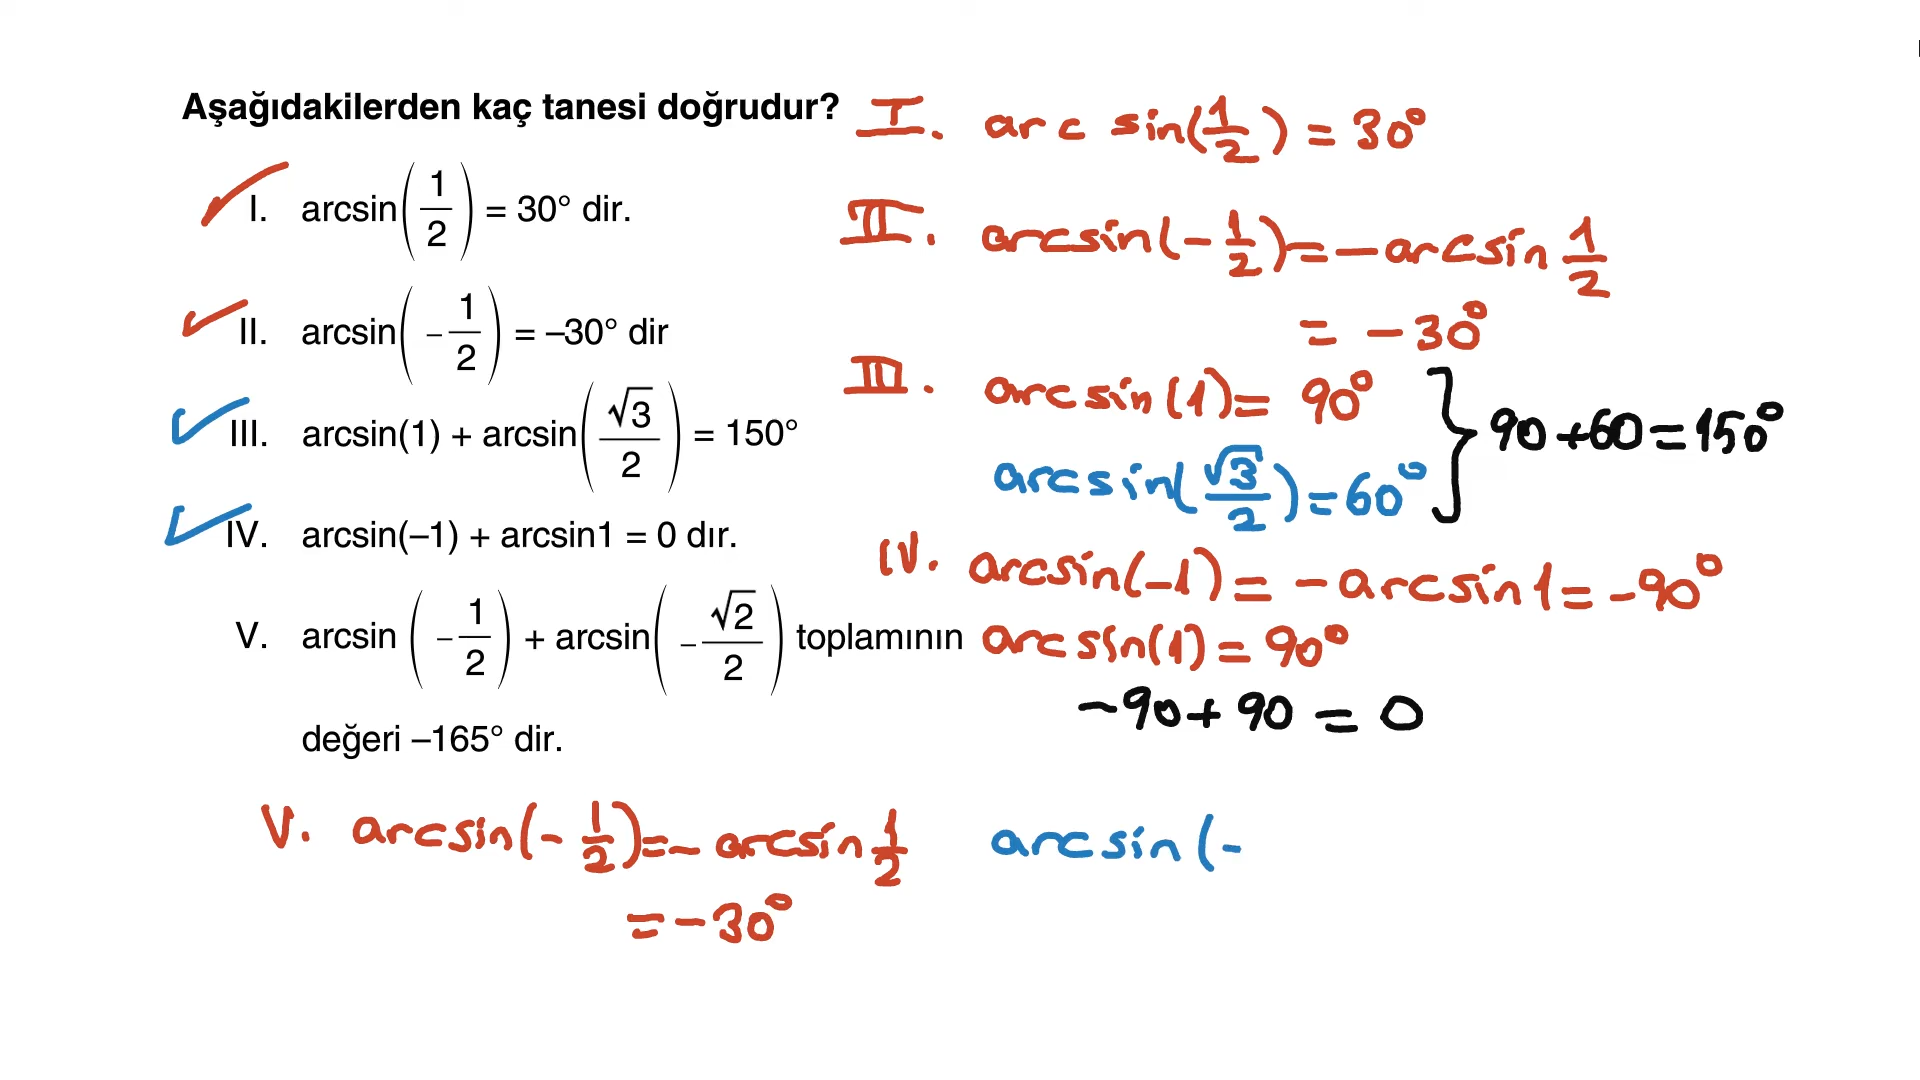 Aşağıdakilerden kaç tanesi doğrudur?
I. arcsin(1/2) = 30° dir.
II. arcsin(-1/2) = –30° dir
III. arcsin(1) + arcsin(√3/2) = 150°
IV. arcsin(–1) + arcsin1 = 0 dır.
V. arcsin(-1/2) + arcsin(-√2/2) toplamının
değeri –165° dir.
I. arc sin(1/2) = 30°
II. arcsin(-1/2) = -arcsin 1/2
= -30°
III. arcsin(1) = 90°
arcsin(√3/2) = 60°
} 90+60=150°
IV. arcsin(-1) = -arcsin1 = -90°
arcsin(1) = 90°
-90+90 = 0
V. arcsin(-1/2) = - arcsin 1/2
= -30°
arcsin(-